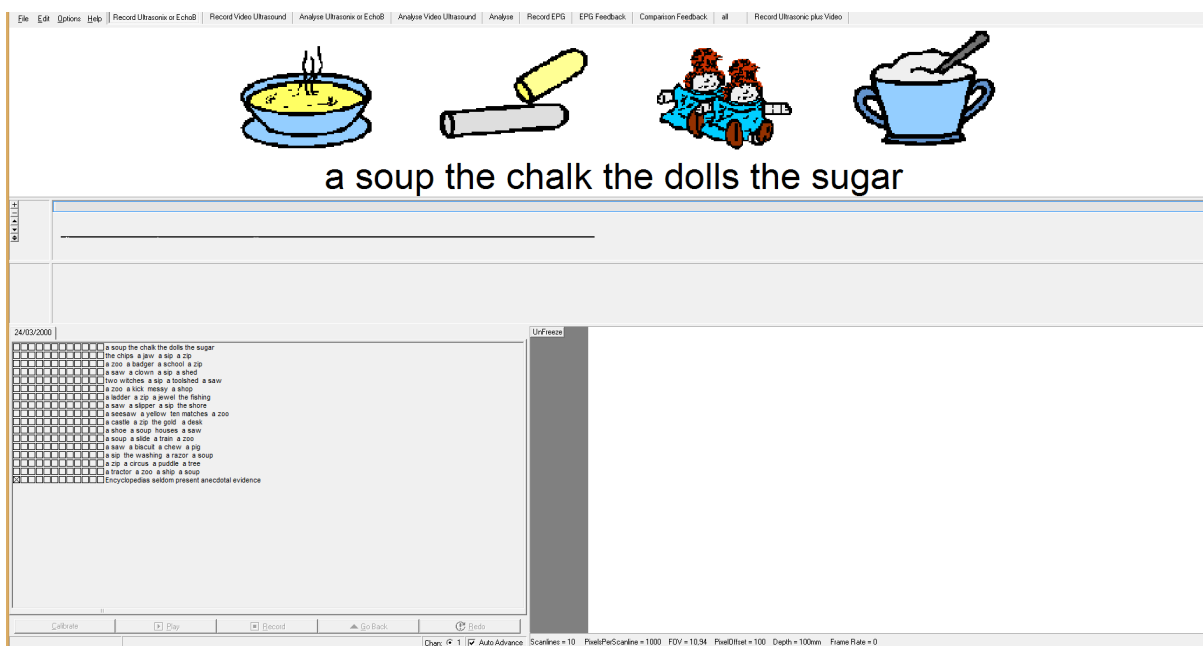 File Edit Options Help Record Ultrasonix or EchoB Record Video Ultrasound Analyse Ultrasonix or EchoB Analyse Video Ultrasound Analyse Record EPG EPG Feedback Comparison Feedback all Record Ultrasonic plus Video
a soup the chalk the dolls the sugar
24/03/2000
UnFreeze
a soup the chalk the dolls the sugar
the chips a jaw a sip a zip
a zoo a badger a school a zip
a saw a clown a sip a shed
two witches a sip a toolshed a saw
a zoo a kick messy a shop
a ladder a zip a jewel the fishing
a saw a slipper a sip the shore
a seesaw a yellow ten matches a zoo
a castle a zip the gold a desk
a shoe a soup houses a saw
a soup a slide a train a zoo
a saw a biscuit a chew a pig
a sip the washing a razor a soup
a zip a circus a puddle a tree
a tractor a zoo a ship a soup
Encyclopedias seldom present anecdotal evidence
Calibrate Play Record Go Back Redo
Chan: 1 Auto Advance Scanlines = 10 PixelsPerScanline = 1000 FOV = 10.94 PixelOffset = 100 Depth = 100mm Frame Rate = 0